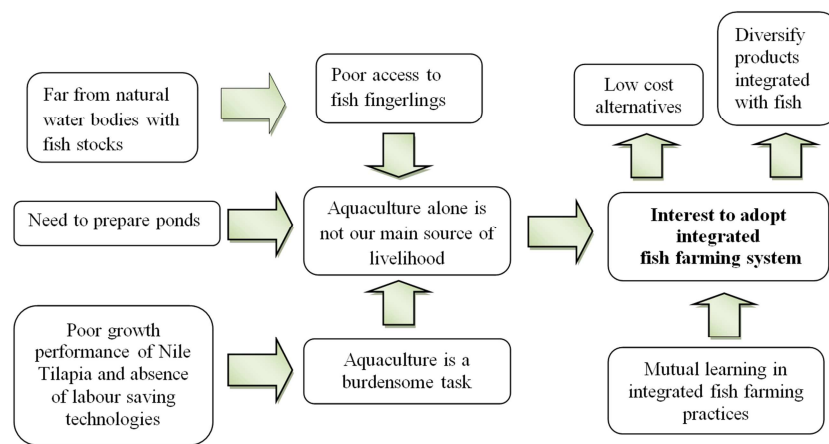 Far from natural
water bodies with
fish stocks
Poor access to
fish fingerlings
Low cost
alternatives
Diversify
products
integrated
with fish
Need to prepare ponds
Aquaculture alone is
not our main source of
livelihood
Interest to adopt
integrated
fish farming system
Poor growth
performance of Nile
Tilapia and absence
of labour saving
technologies
Aquaculture is a
burdensome task
Mutual learning in
integrated fish farming
practices